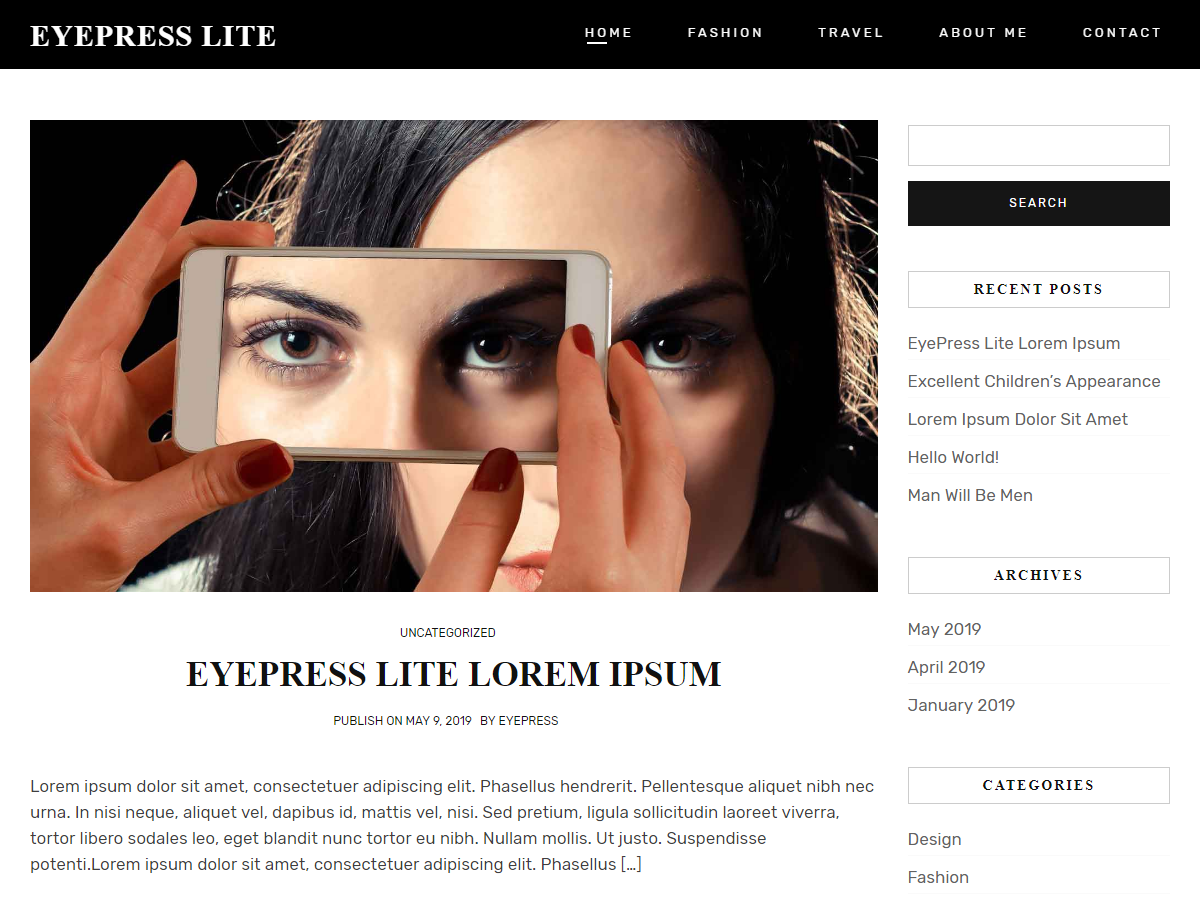 EYEPRESS LITE
HOME
FASHION
TRAVEL
ABOUT ME
CONTACT
UNCATEGORIZED
EYEPRESS LITE LOREM IPSUM
PUBLISH ON MAY 9, 2019 BY EYEPRESS
Lorem ipsum dolor sit amet, consectetuer adipiscing elit. Phasellus hendrerit. Pellentesque aliquet nibh nec
urna. In nisi neque, aliquet vel, dapibus id, mattis vel, nisi. Sed pretium, ligula sollicitudin laoreet viverra,
tortor libero sodales leo, eget blandit nunc tortor eu nibh. Nullam mollis. Ut justo. Suspendisse
potenti.Lorem ipsum dolor sit amet, consectetuer adipiscing elit. Phasellus […]
SEARCH
RECENT POSTS
EyePress Lite Lorem Ipsum
Excellent Children’s Appearance
Lorem Ipsum Dolor Sit Amet
Hello World!
Man Will Be Men
ARCHIVES
May 2019
April 2019
January 2019
CATEGORIES
Design
Fashion